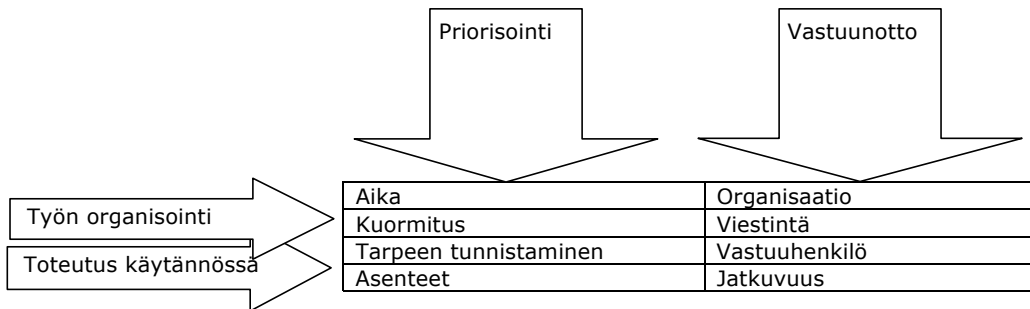 Priorisointi
Vastuunotto
Työn organisointi
Toteutus käytännössä
Aika
Organisaatio
Kuormitus
Viestintä
Tarpeen tunnistaminen
Vastuuhenkilö
Asenteet
Jatkuvuus